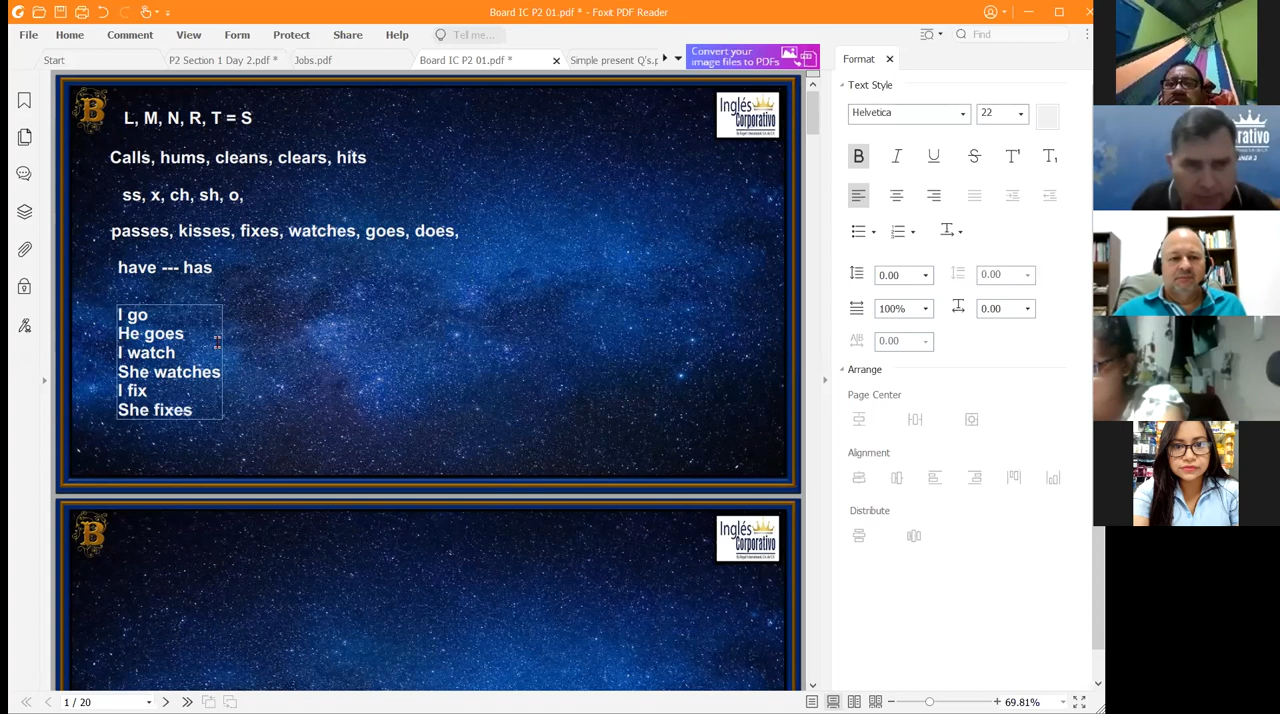 Board IC P2 01.pdf * - Foxit PDF Reader
File Home Comment View Form Protect Share Help Tell me... Find
Start P2 Section 1 Day 2.pdf * Jobs.pdf Board IC P2 01.pdf * Simple present Q's.p
Convert your
image files to PDFs
Format
Text Style
Helvetica 22
B I U S T T
0.00 0.00
100% 0.00
0.00
Arrange
Page Center
Alignment
Distribute
B
L, M, N, R, T = S
Inglés
Corporativo
Calls, hums, cleans, clears, hits
ss, x, ch, sh, o,
passes, kisses, fixes, watches, goes, does,
have --- has
I go
He goes
I watch
She watches
I fix
She fixes
B
Inglés
Corporativo
1 / 20
69.81%